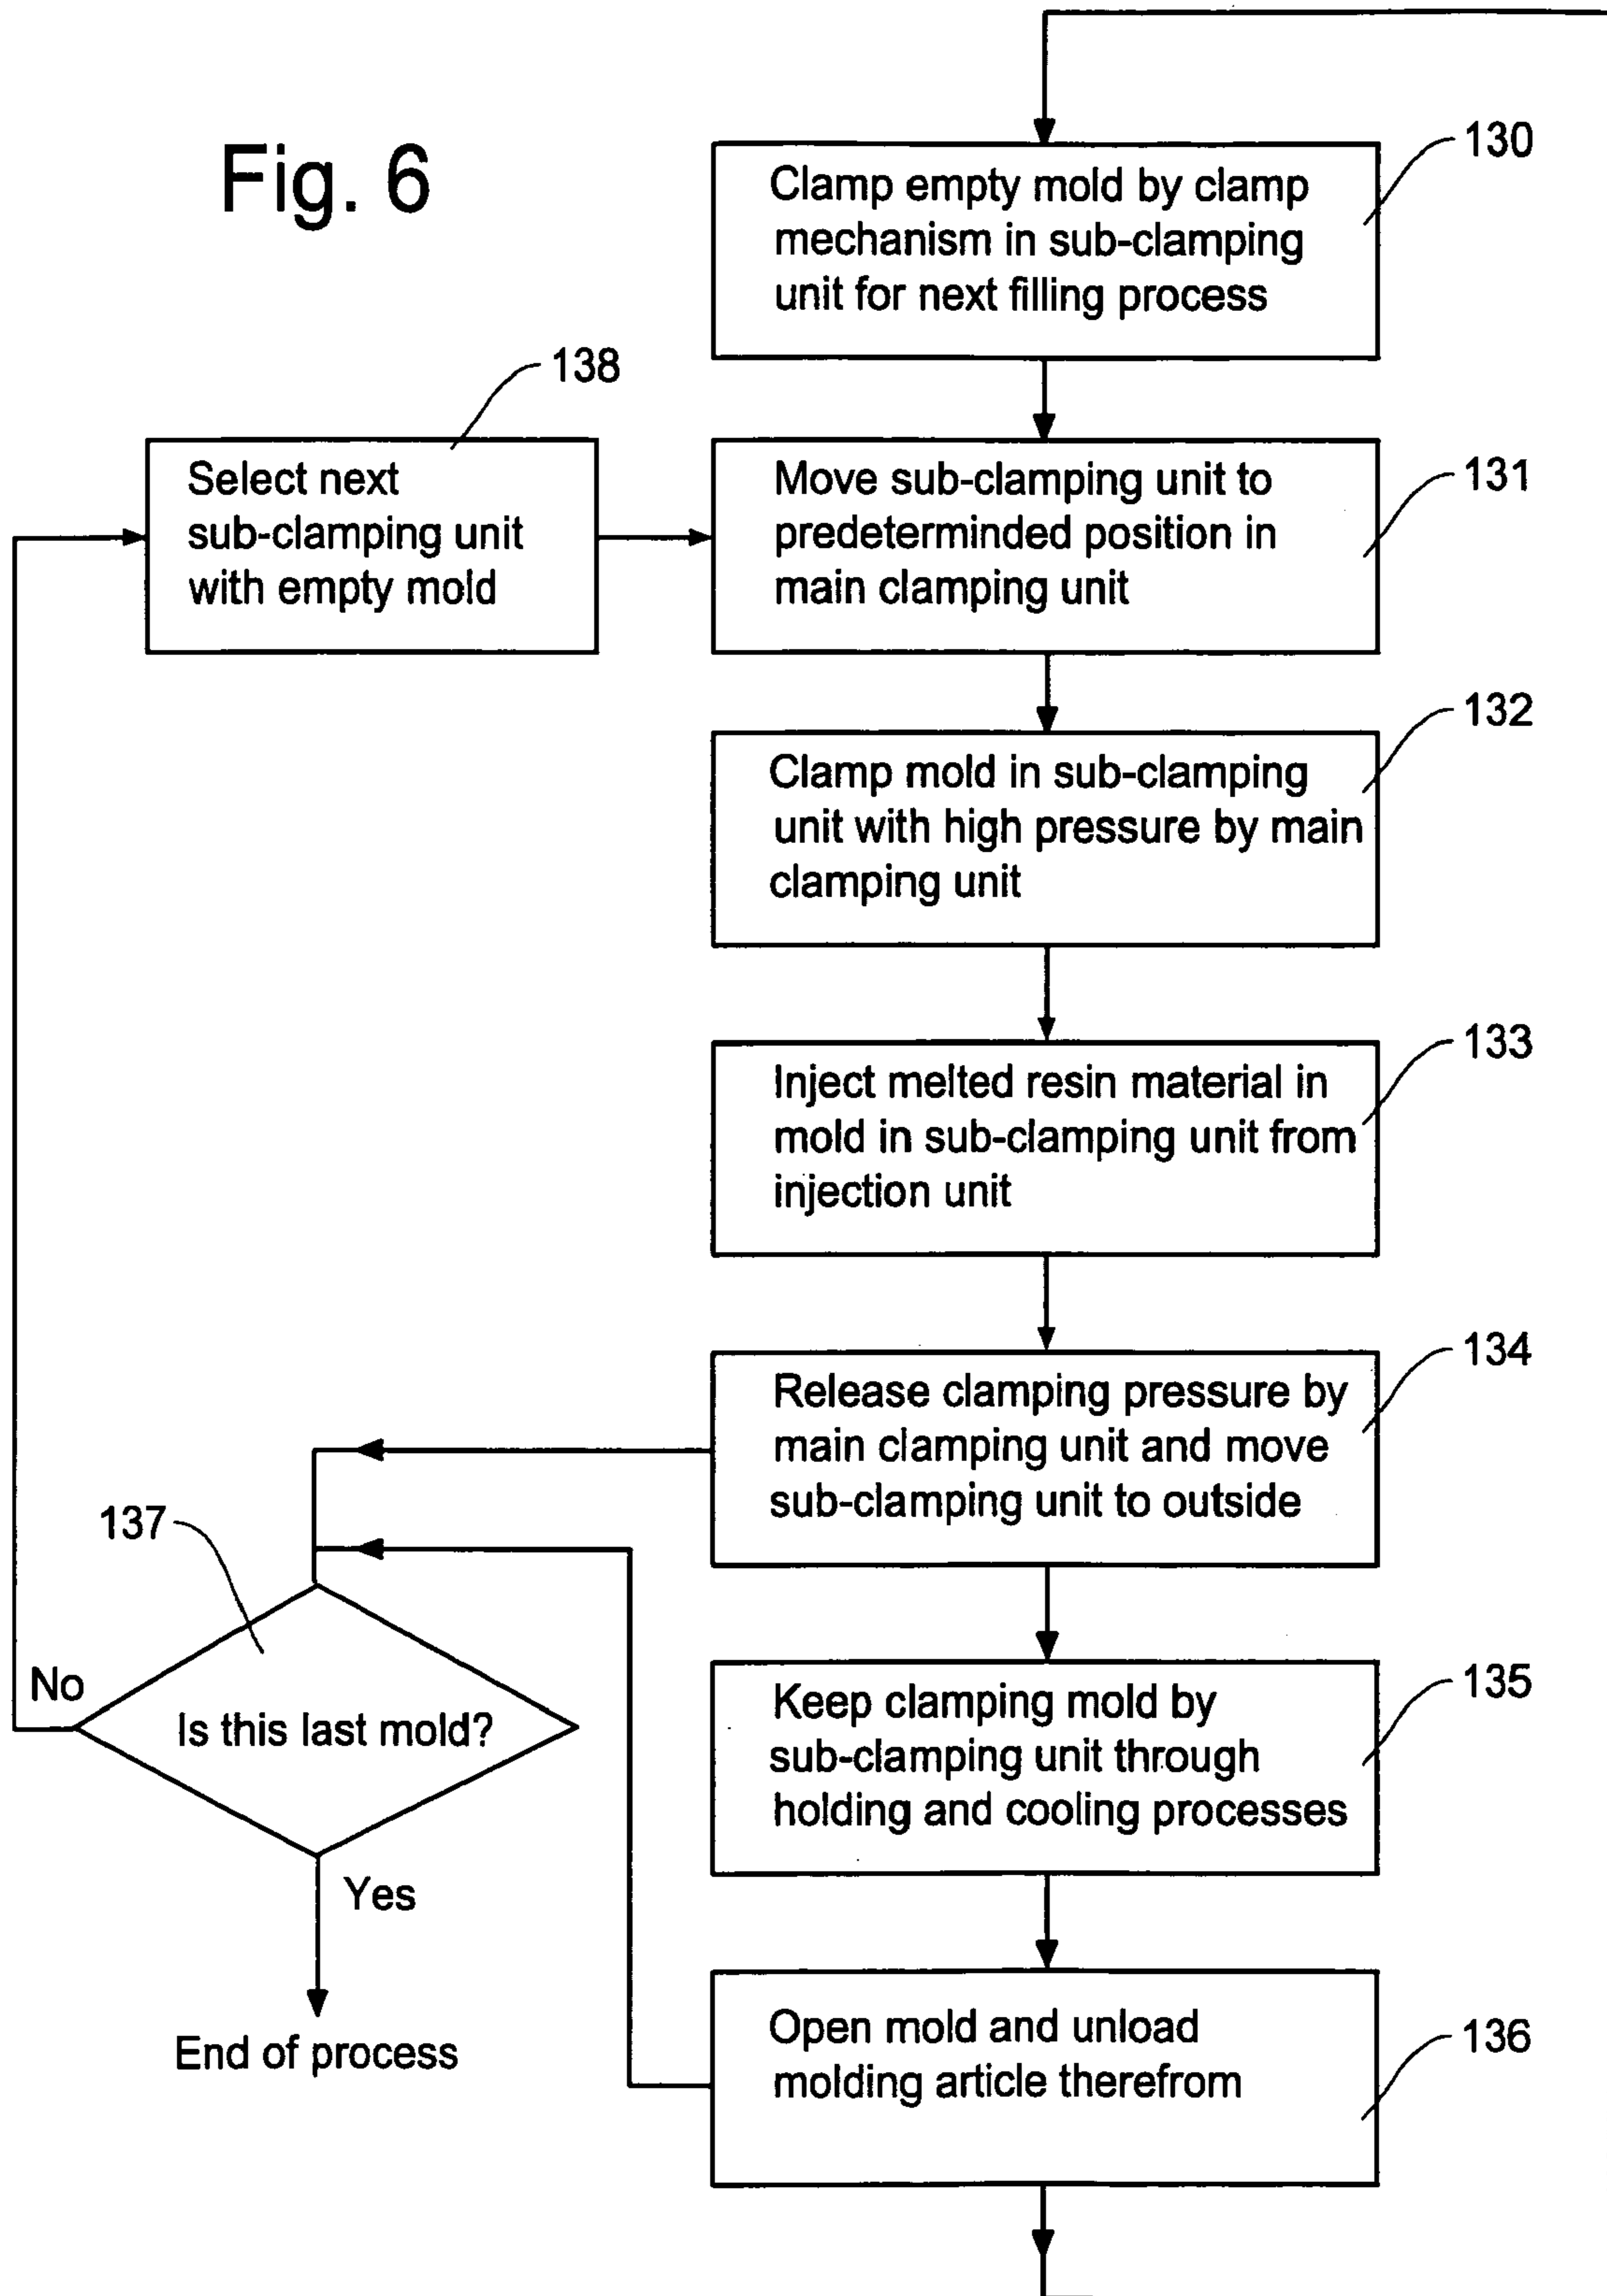 Fig. 6
130
Clamp empty mold by clamp
mechanism in sub-clamping
unit for next filling process
138
Select next
sub-clamping unit
with empty mold
131
Move sub-clamping unit to
predeterminded position in
main clamping unit
132
Clamp mold in sub-clamping
unit with high pressure by main
clamping unit
133
Inject melted resin material in
mold in sub-clamping unit from
injection unit
134
Release clamping pressure by
main clamping unit and move
sub-clamping unit to outside
137
No
Is this last mold?
Yes
End of process
135
Keep clamping mold by
sub-clamping unit through
holding and cooling processes
136
Open mold and unload
molding article therefrom